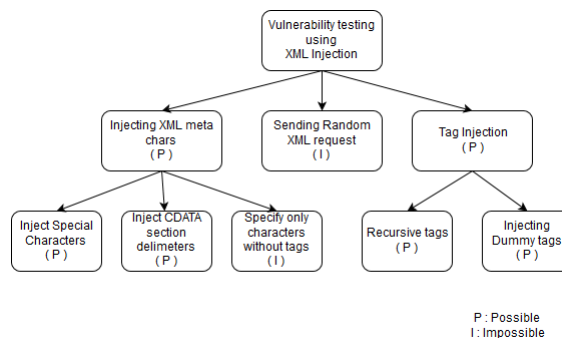 Vulnerability testing
using
XML Injection
Injecting XML meta
chars
( P )
Sending Random
XML request
( I )
Tag Injection
( P )
Inject Special
Characters
( P )
Inject CDATA
section
delimeters
( P )
Specify only
characters
without tags
( I )
Recursive tags
( P )
Injecting
Dummy tags
( P )
P : Possible
I : Impossible